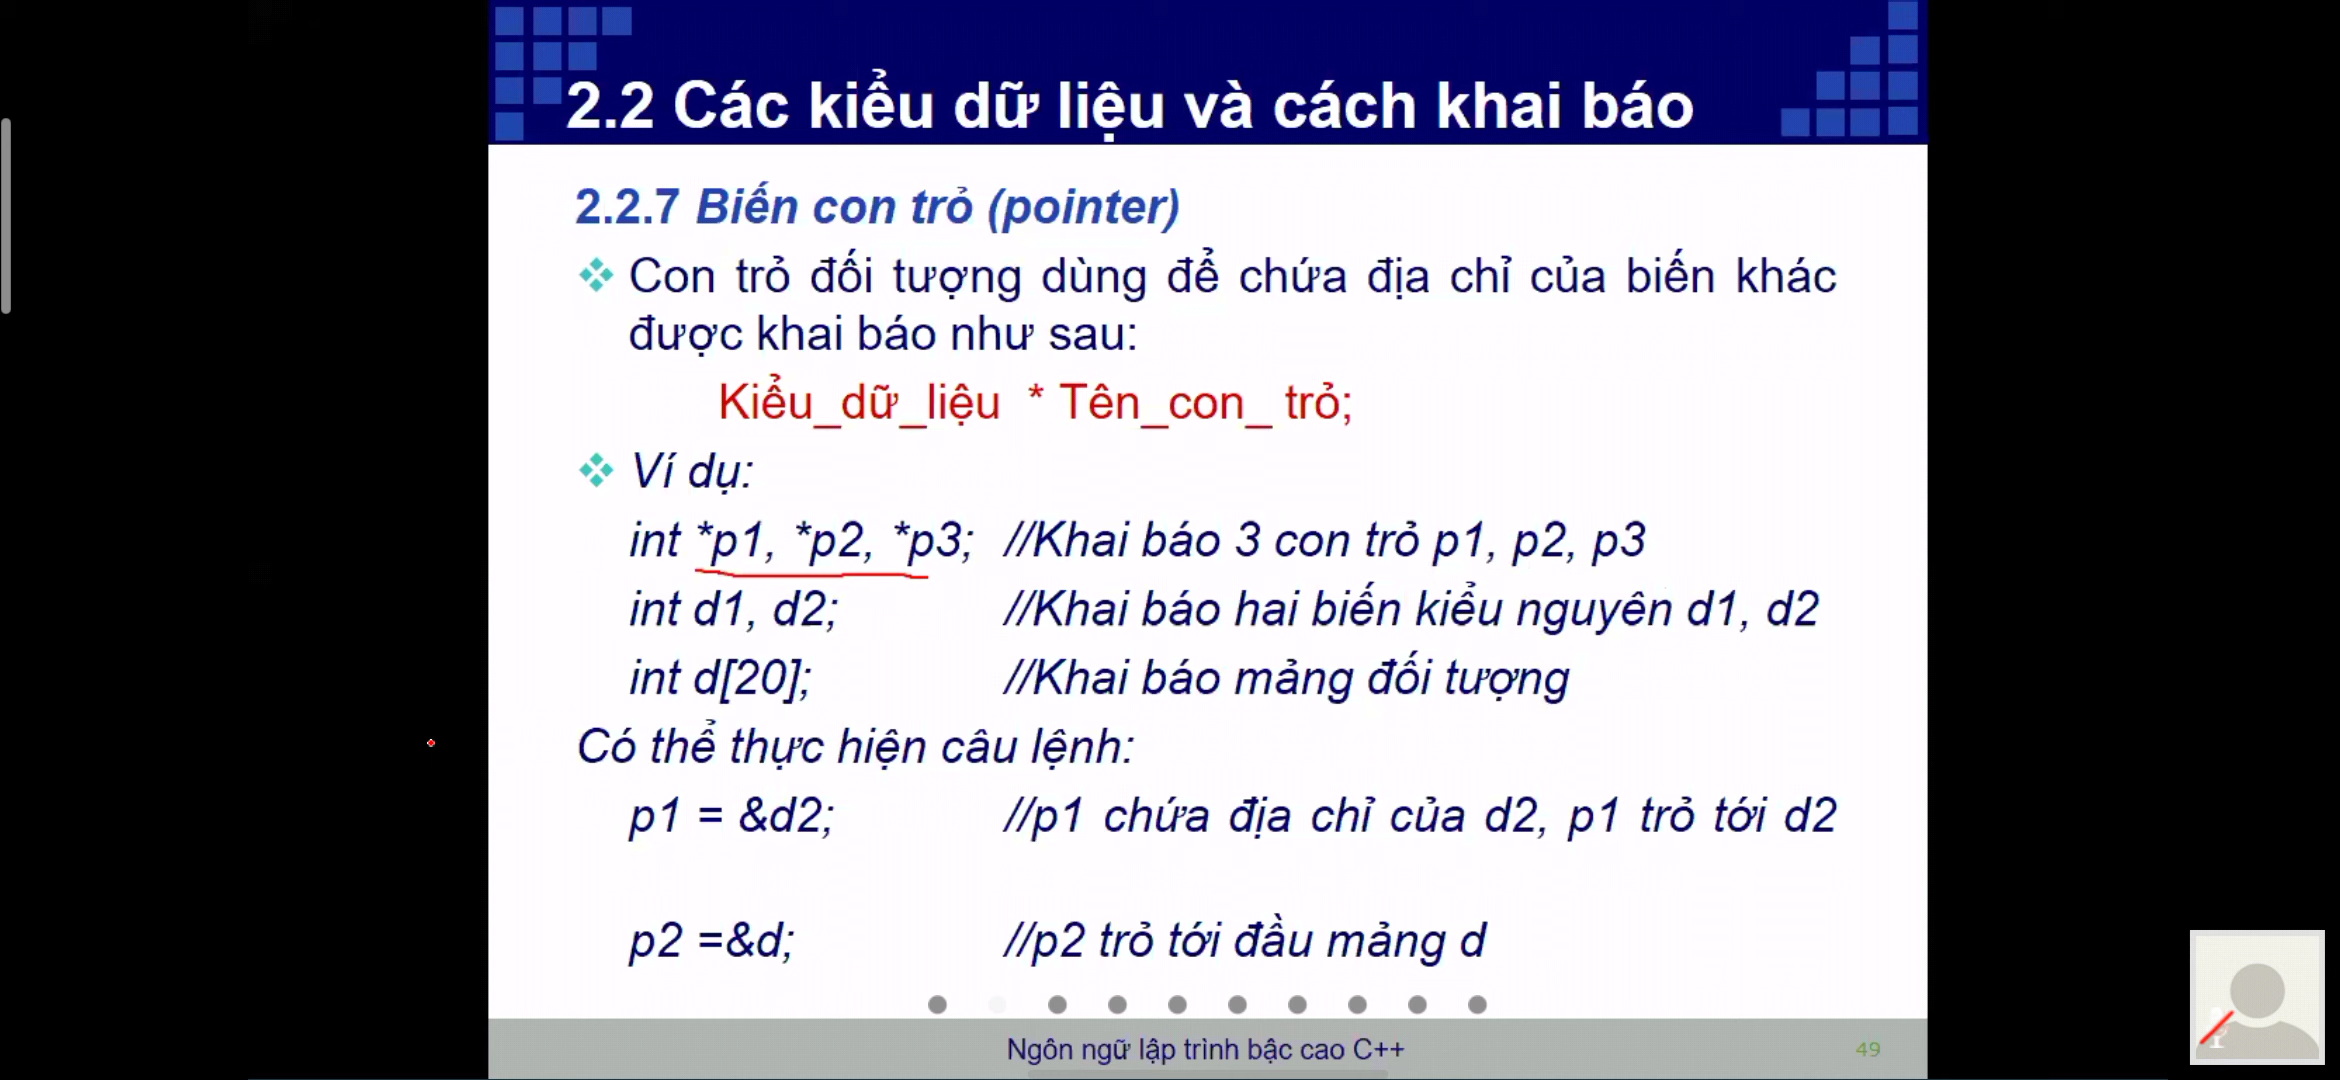 2.2 Các kiểu dữ liệu và cách khai báo
2.2.7 Biến con trỏ (pointer)
Con trỏ đối tượng dùng để chứa địa chỉ của biến khác
được khai báo như sau:
Kiểu_dữ_liệu * Tên_con_ trỏ;
Ví dụ:
int *p1, *p2, *p3; //Khai báo 3 con trỏ p1, p2, p3
int d1, d2; //Khai báo hai biến kiểu nguyên d1, d2
int d[20]; //Khai báo mảng đối tượng
Có thể thực hiện câu lệnh:
p1 = &d2; //p1 chứa địa chỉ của d2, p1 trỏ tới d2
p2 =&d; //p2 trỏ tới đầu mảng d
Ngôn ngữ lập trình bậc cao C++ 49